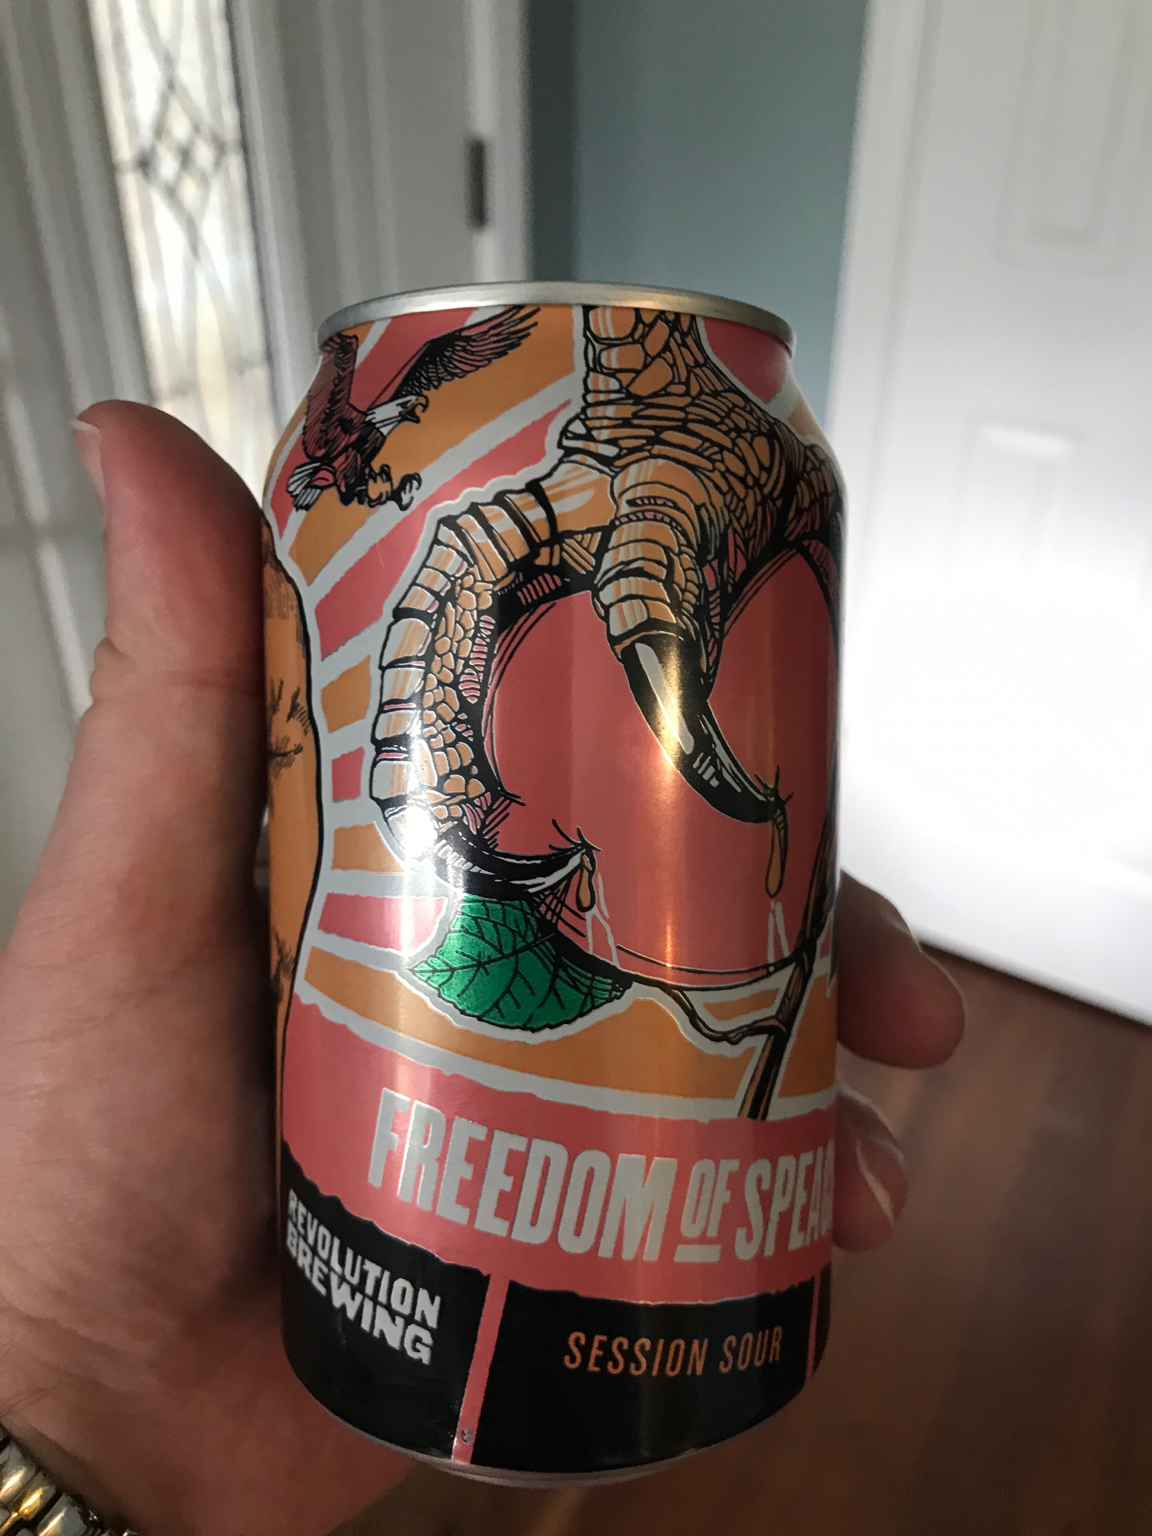 FREEDOM OF SPEA
REVOLUTION
BREWING
SESSION SOUR